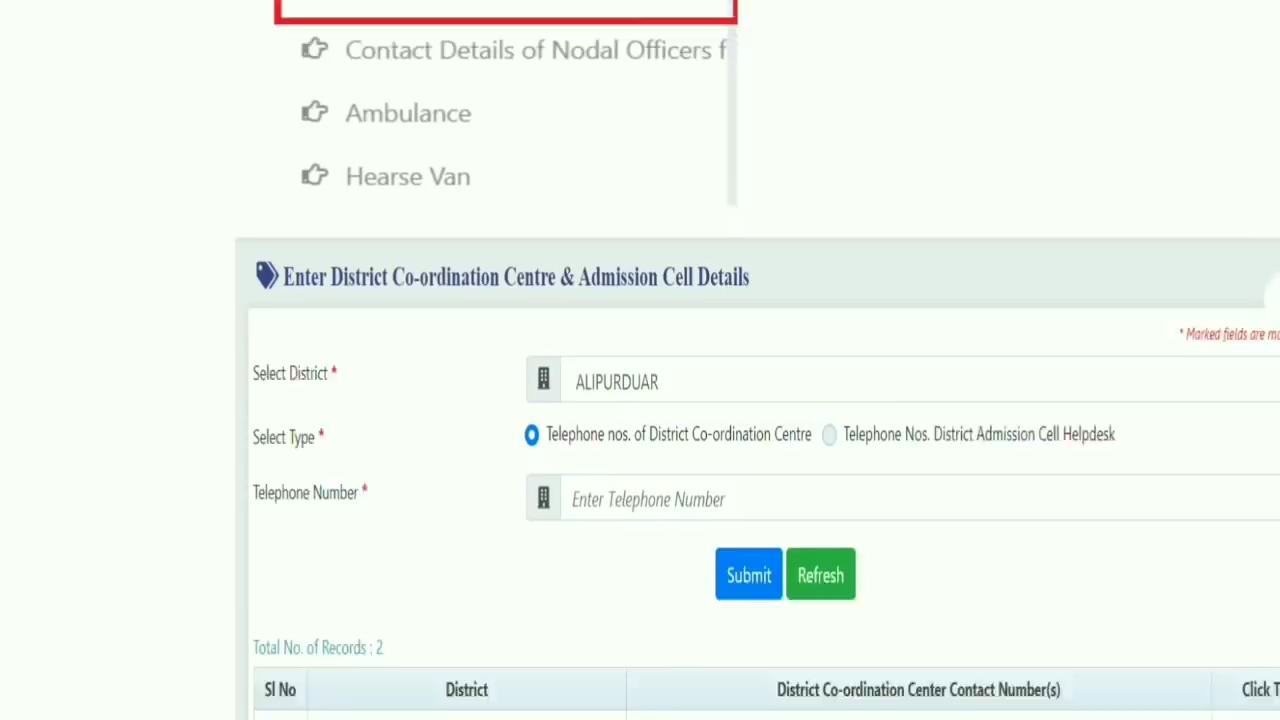 Contact Details of Nodal Officers f
Ambulance
Hearse Van
Enter District Co-ordination Centre & Admission Cell Details
* Marked fields are
Select District *
ALIPURDUAR
Select Type *
Telephone nos. of District Co-ordination Centre
Telephone Nos. District Admission Cell Helpdesk
Telephone Number *
Enter Telephone Number
Submit
Refresh
Total No. of Records : 2
Sl No
District
District Co-ordination Center Contact Number(s)
Click T